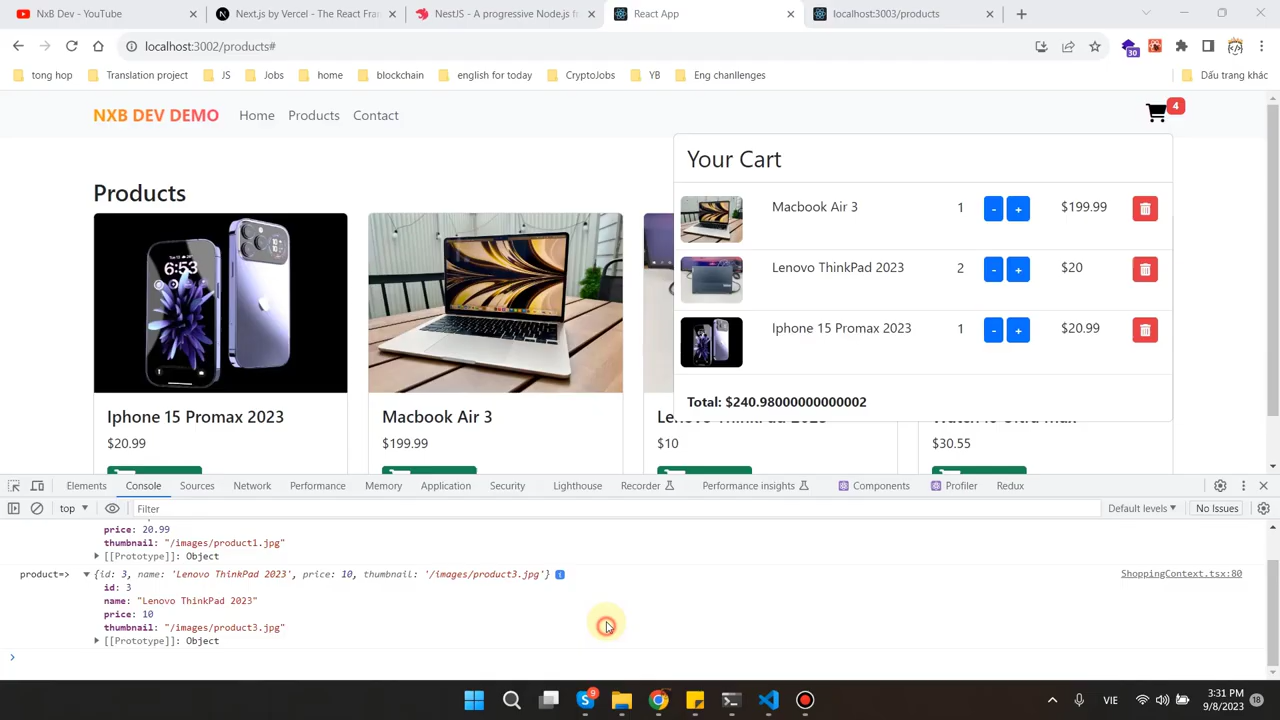 NxB Dev - YouTube
Next.js by Vercel - The React Fra
NestJS - A progressive Node.js f
React App
localhost:3003/products
localhost:3002/products#
30
tong hop
Translation project
JS
Jobs
home
blockchain
english for today
CryptoJobs
YB
Eng chanllenges
Dấu trang khác
NXB DEV DEMO
Home
Products
Contact
4
Your Cart
Products
Macbook Air 3
1
-
+
$199.99
Lenovo ThinkPad 2023
2
-
+
$20
6:53
Iphone 15 Promax 2023
1
-
+
$20.99
Total: $240.98000000000002
Iphone 15 Promax 2023
Macbook Air 3
$20.99
$199.99
$10
$30.55
Elements
Console
Sources
Network
Performance
Memory
Application
Security
Lighthouse
Recorder
Performance insights
Components
Profiler
Redux
top
Filter
Default levels
No Issues
price: 20.99
thumbnail: "/images/product1.jpg"
[[Prototype]]: Object
product=> {id: 3, name: 'Lenovo ThinkPad 2023', price: 10, thumbnail: '/images/product3.jpg'}
ShoppingContext.tsx:80
id: 3
name: "Lenovo ThinkPad 2023"
price: 10
thumbnail: "/images/product3.jpg"
[[Prototype]]: Object
9
VIE
3:31 PM
9/8/2023
18